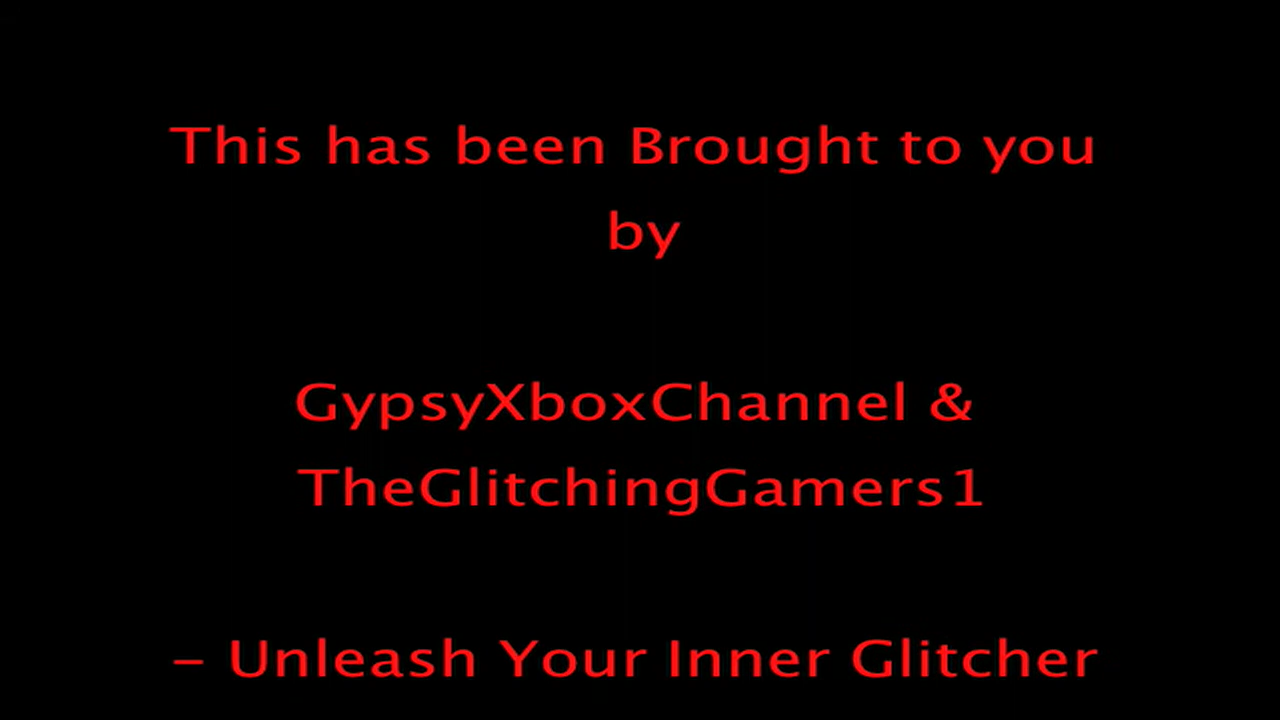 This has been Brought to you
by
GypsyXboxChannel &
TheGlitchingGamers1
– Unleash Your Inner Glitcher